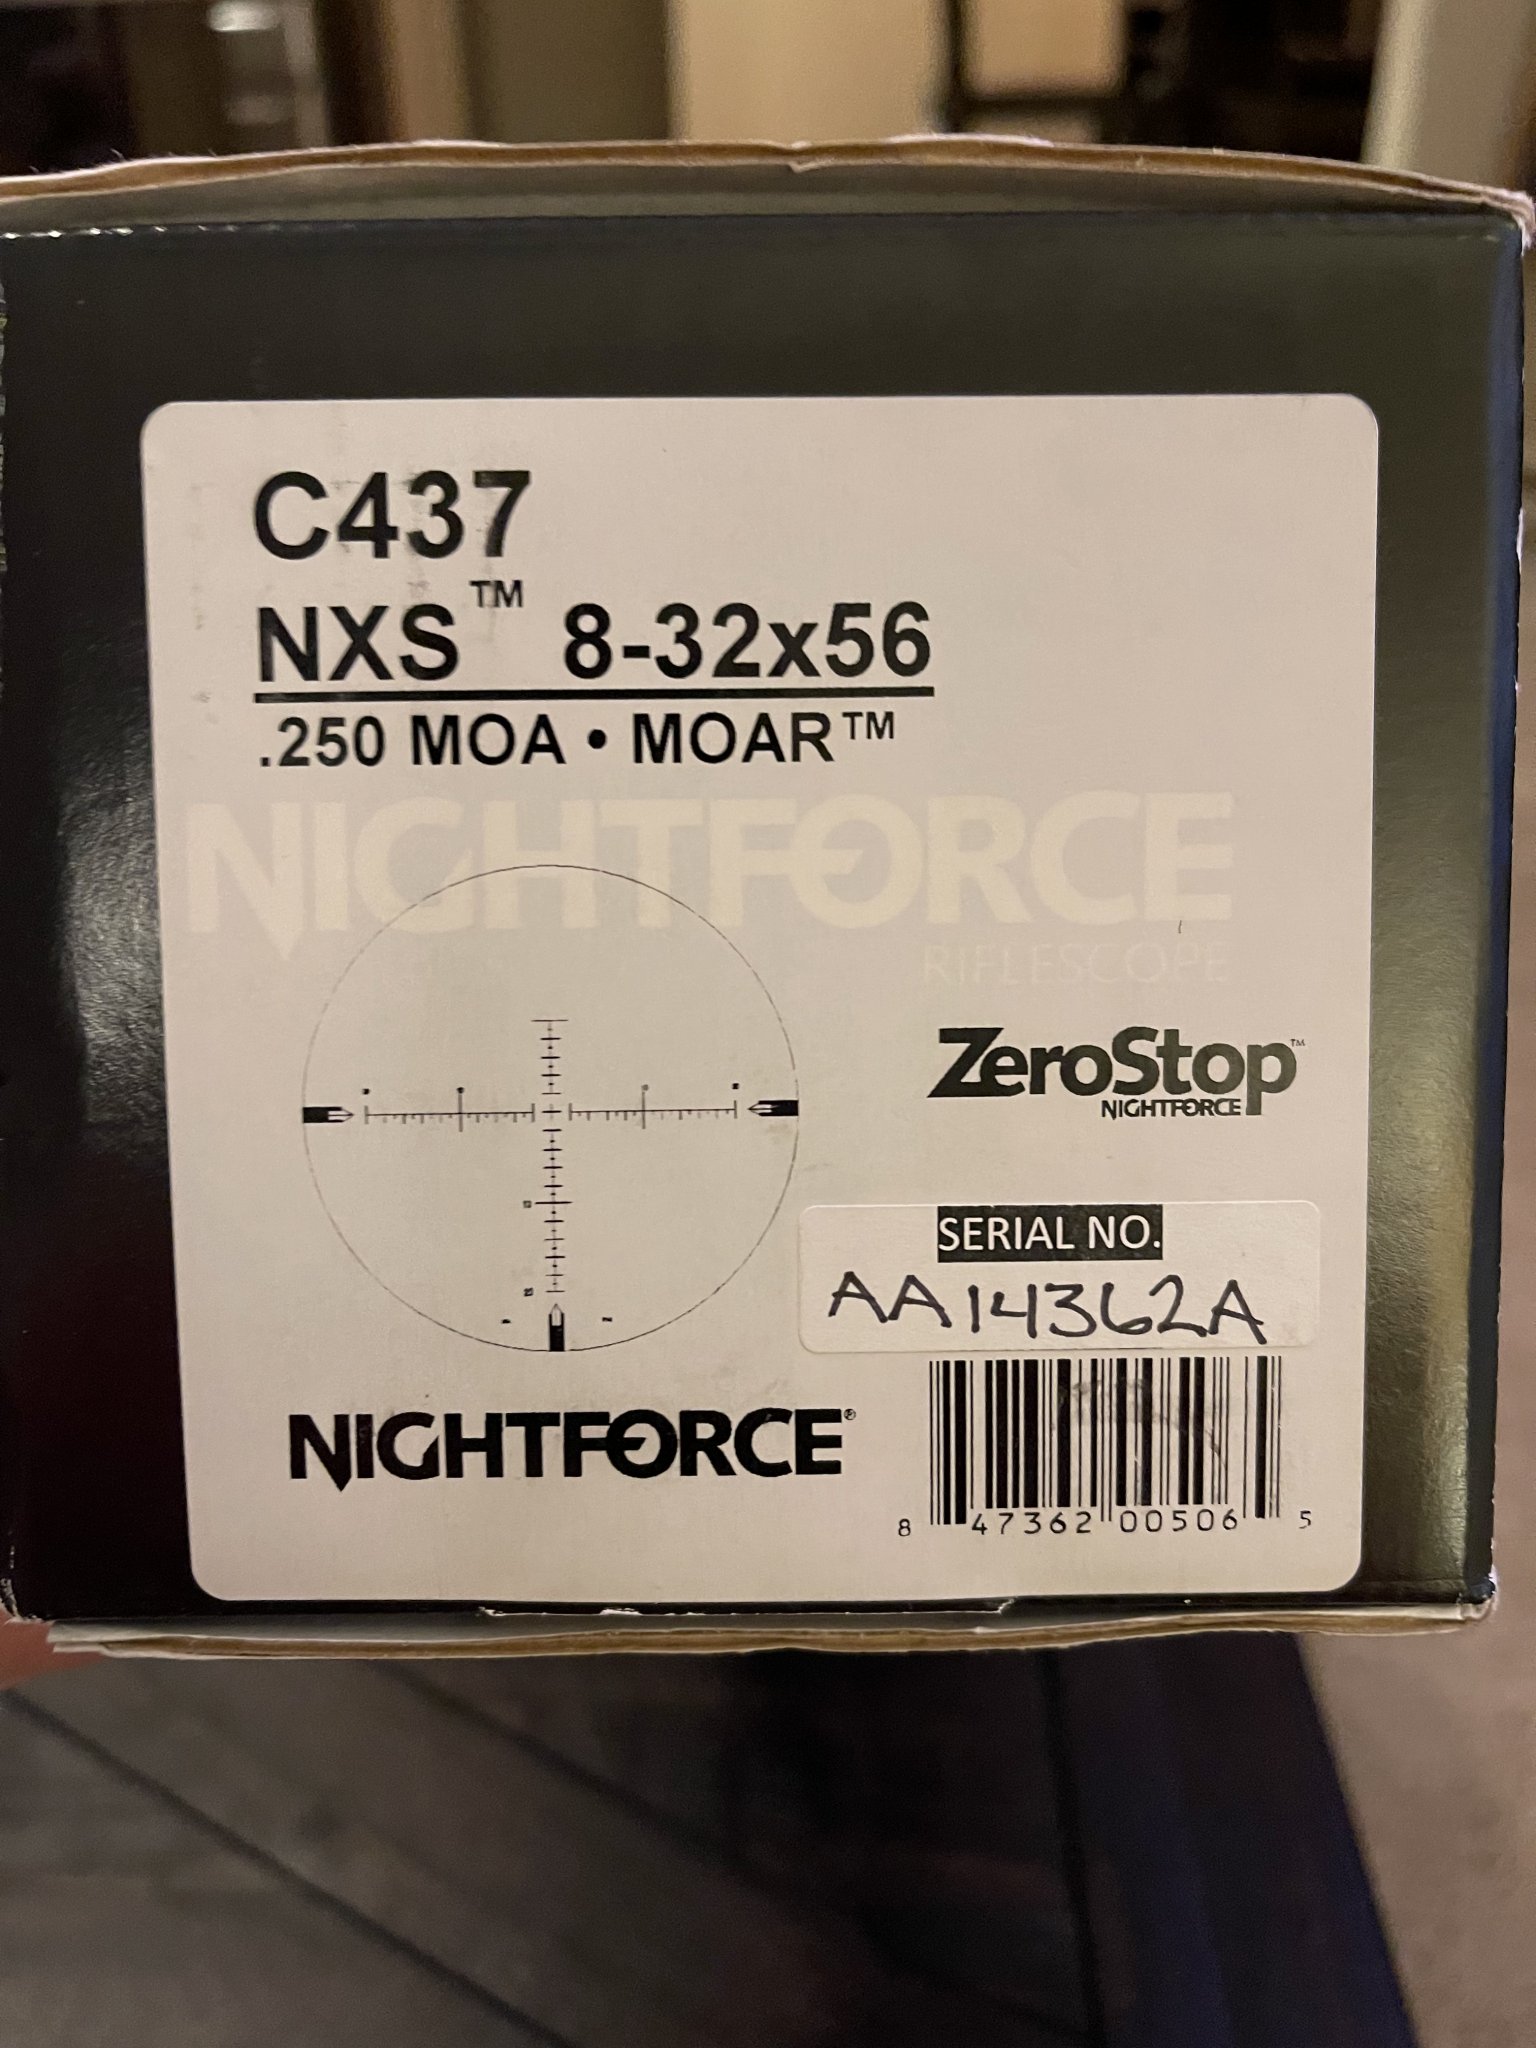 C437
NXS™ 8-32x56
.250 MOA • MOAR™
NIGHTFORCE
RIFLESCOPE
ZeroStop™
NIGHTFORCE
SERIAL NO.
AA14362A
NIGHTFORCE®
8 47362 00506 5